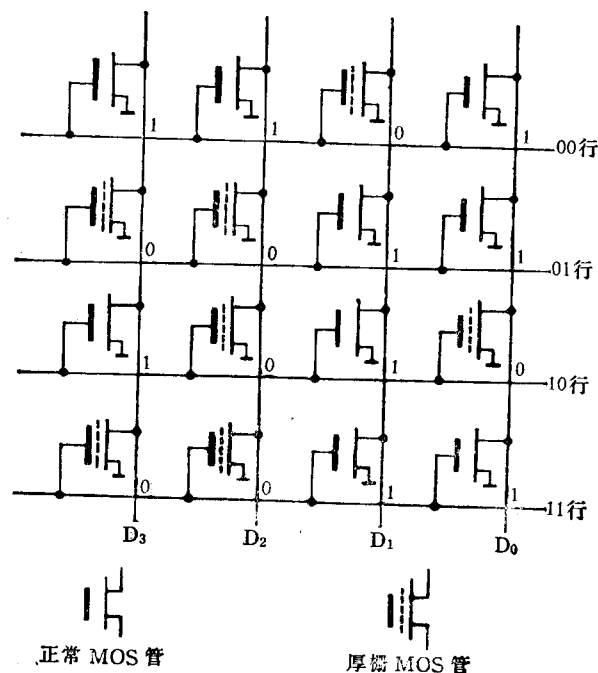 1 1 0 1 00行
0 0 1 1 01行
1 0 1 0 10行
0 0 1 1 11行
D₃ D₂ D₁ D₀
正常 MOS 管 厚栅 MOS 管